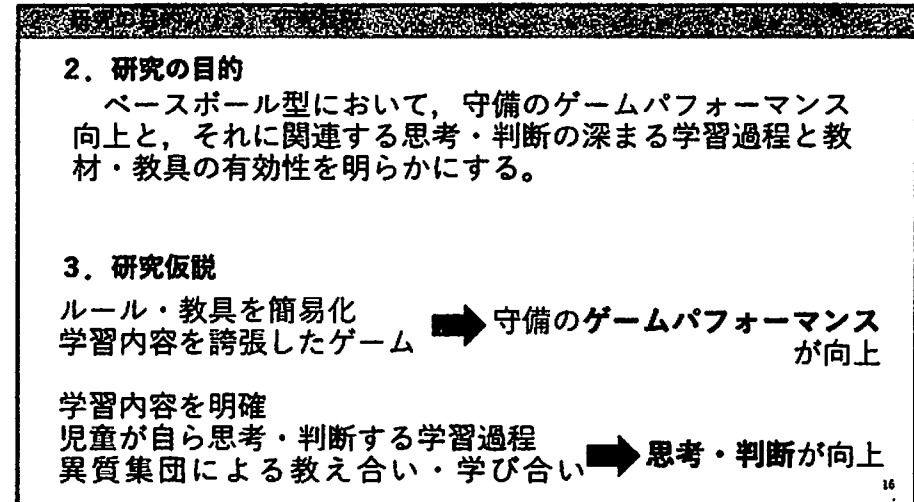 2．研究の目的
ベースボール型において，守備のゲームパフォーマンス
向上と，それに関連する思考・判断の深まる学習過程と教
材・教具の有効性を明らかにする。
3．研究仮説
ルール・教具を簡易化
学習内容を誇張したゲーム
守備のゲームパフォーマンス
が向上
学習内容を明確
児童が自ら思考・判断する学習過程
異質集団による教え合い・学び合い
思考・判断が向上
16